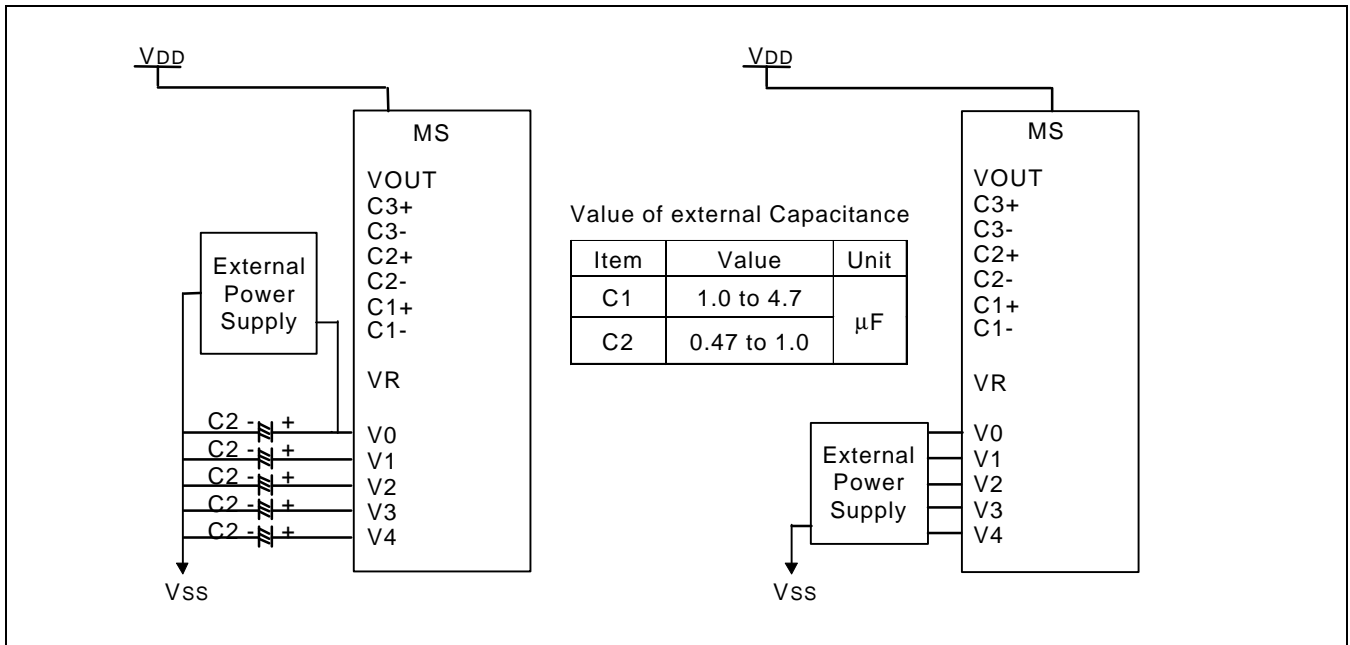 VDD
MS
VOUT
C3+
C3-
C2+
C2-
C1+
C1-
VR
V0
V1
V2
V3
V4
External
Power
Supply
C2 - +
C2 - +
C2 - +
C2 - +
C2 - +
VSS
Value of external Capacitance
Item Value Unit
C1 1.0 to 4.7 μF
C2 0.47 to 1.0
VDD
MS
VOUT
C3+
C3-
C2+
C2-
C1+
C1-
VR
V0
V1
V2
V3
V4
External
Power
Supply
VSS